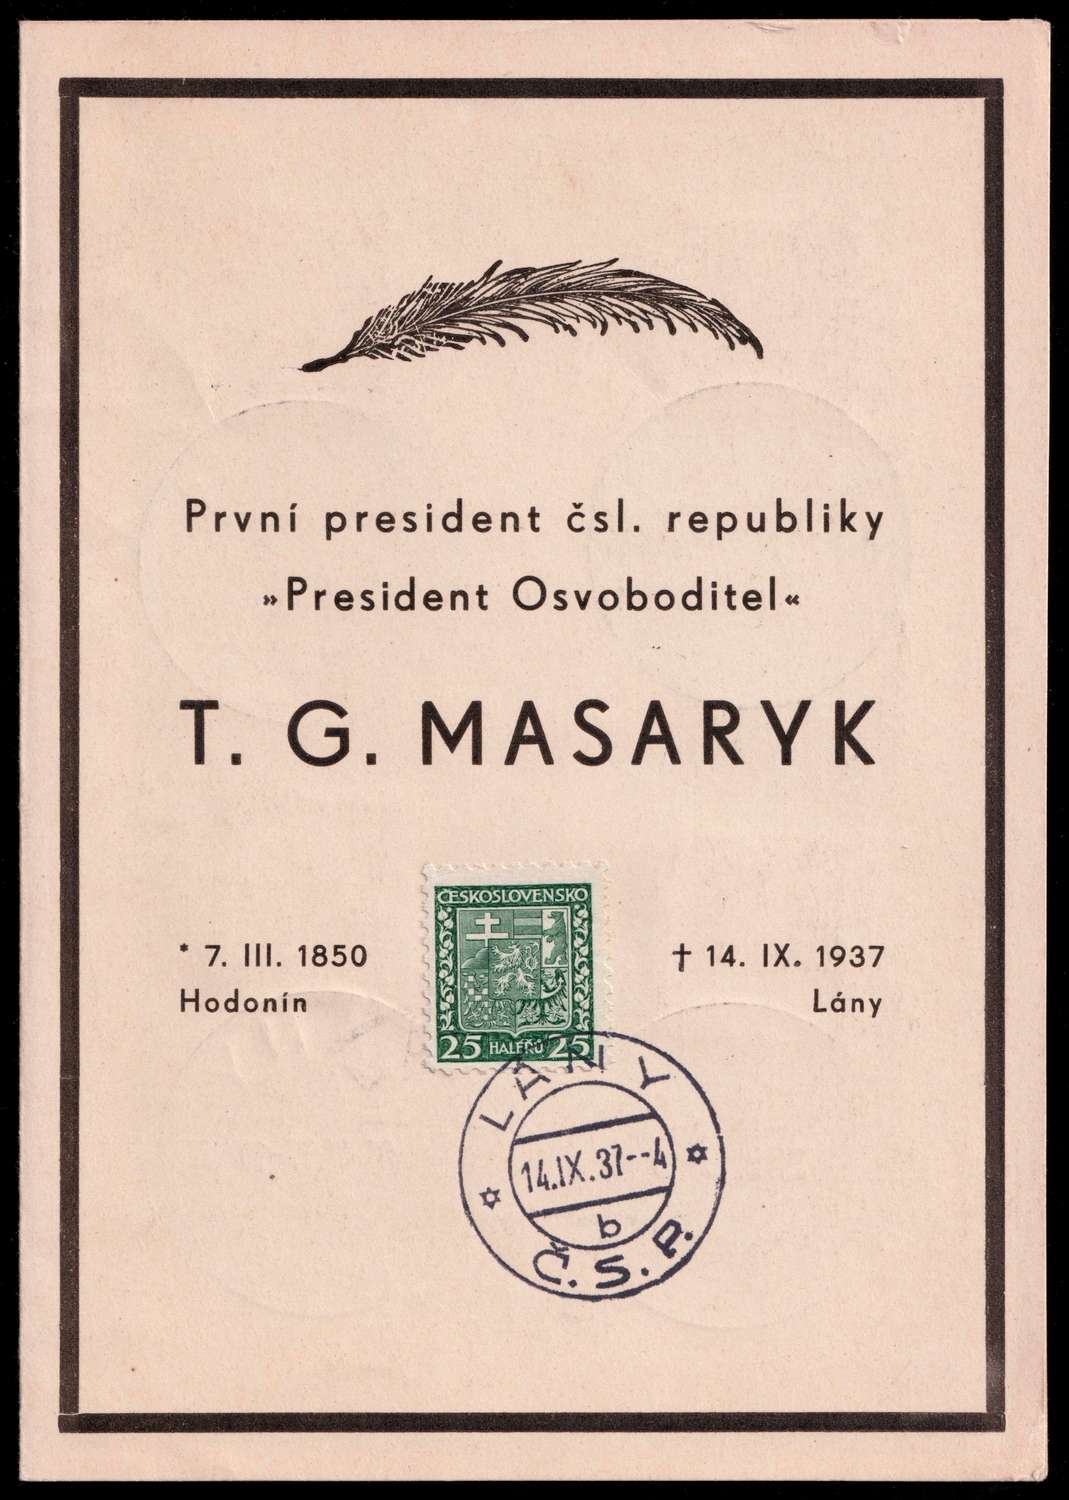 První president čsl. republiky
»President Osvoboditel«
T. G. MASARYK
* 7. III. 1850
Hodonín
ČESKOSLOVENSKO
25 HALÉŘŮ 25
† 14. IX. 1937
Lány
LÁNY
14.IX.37--4
b
Č.S.P.